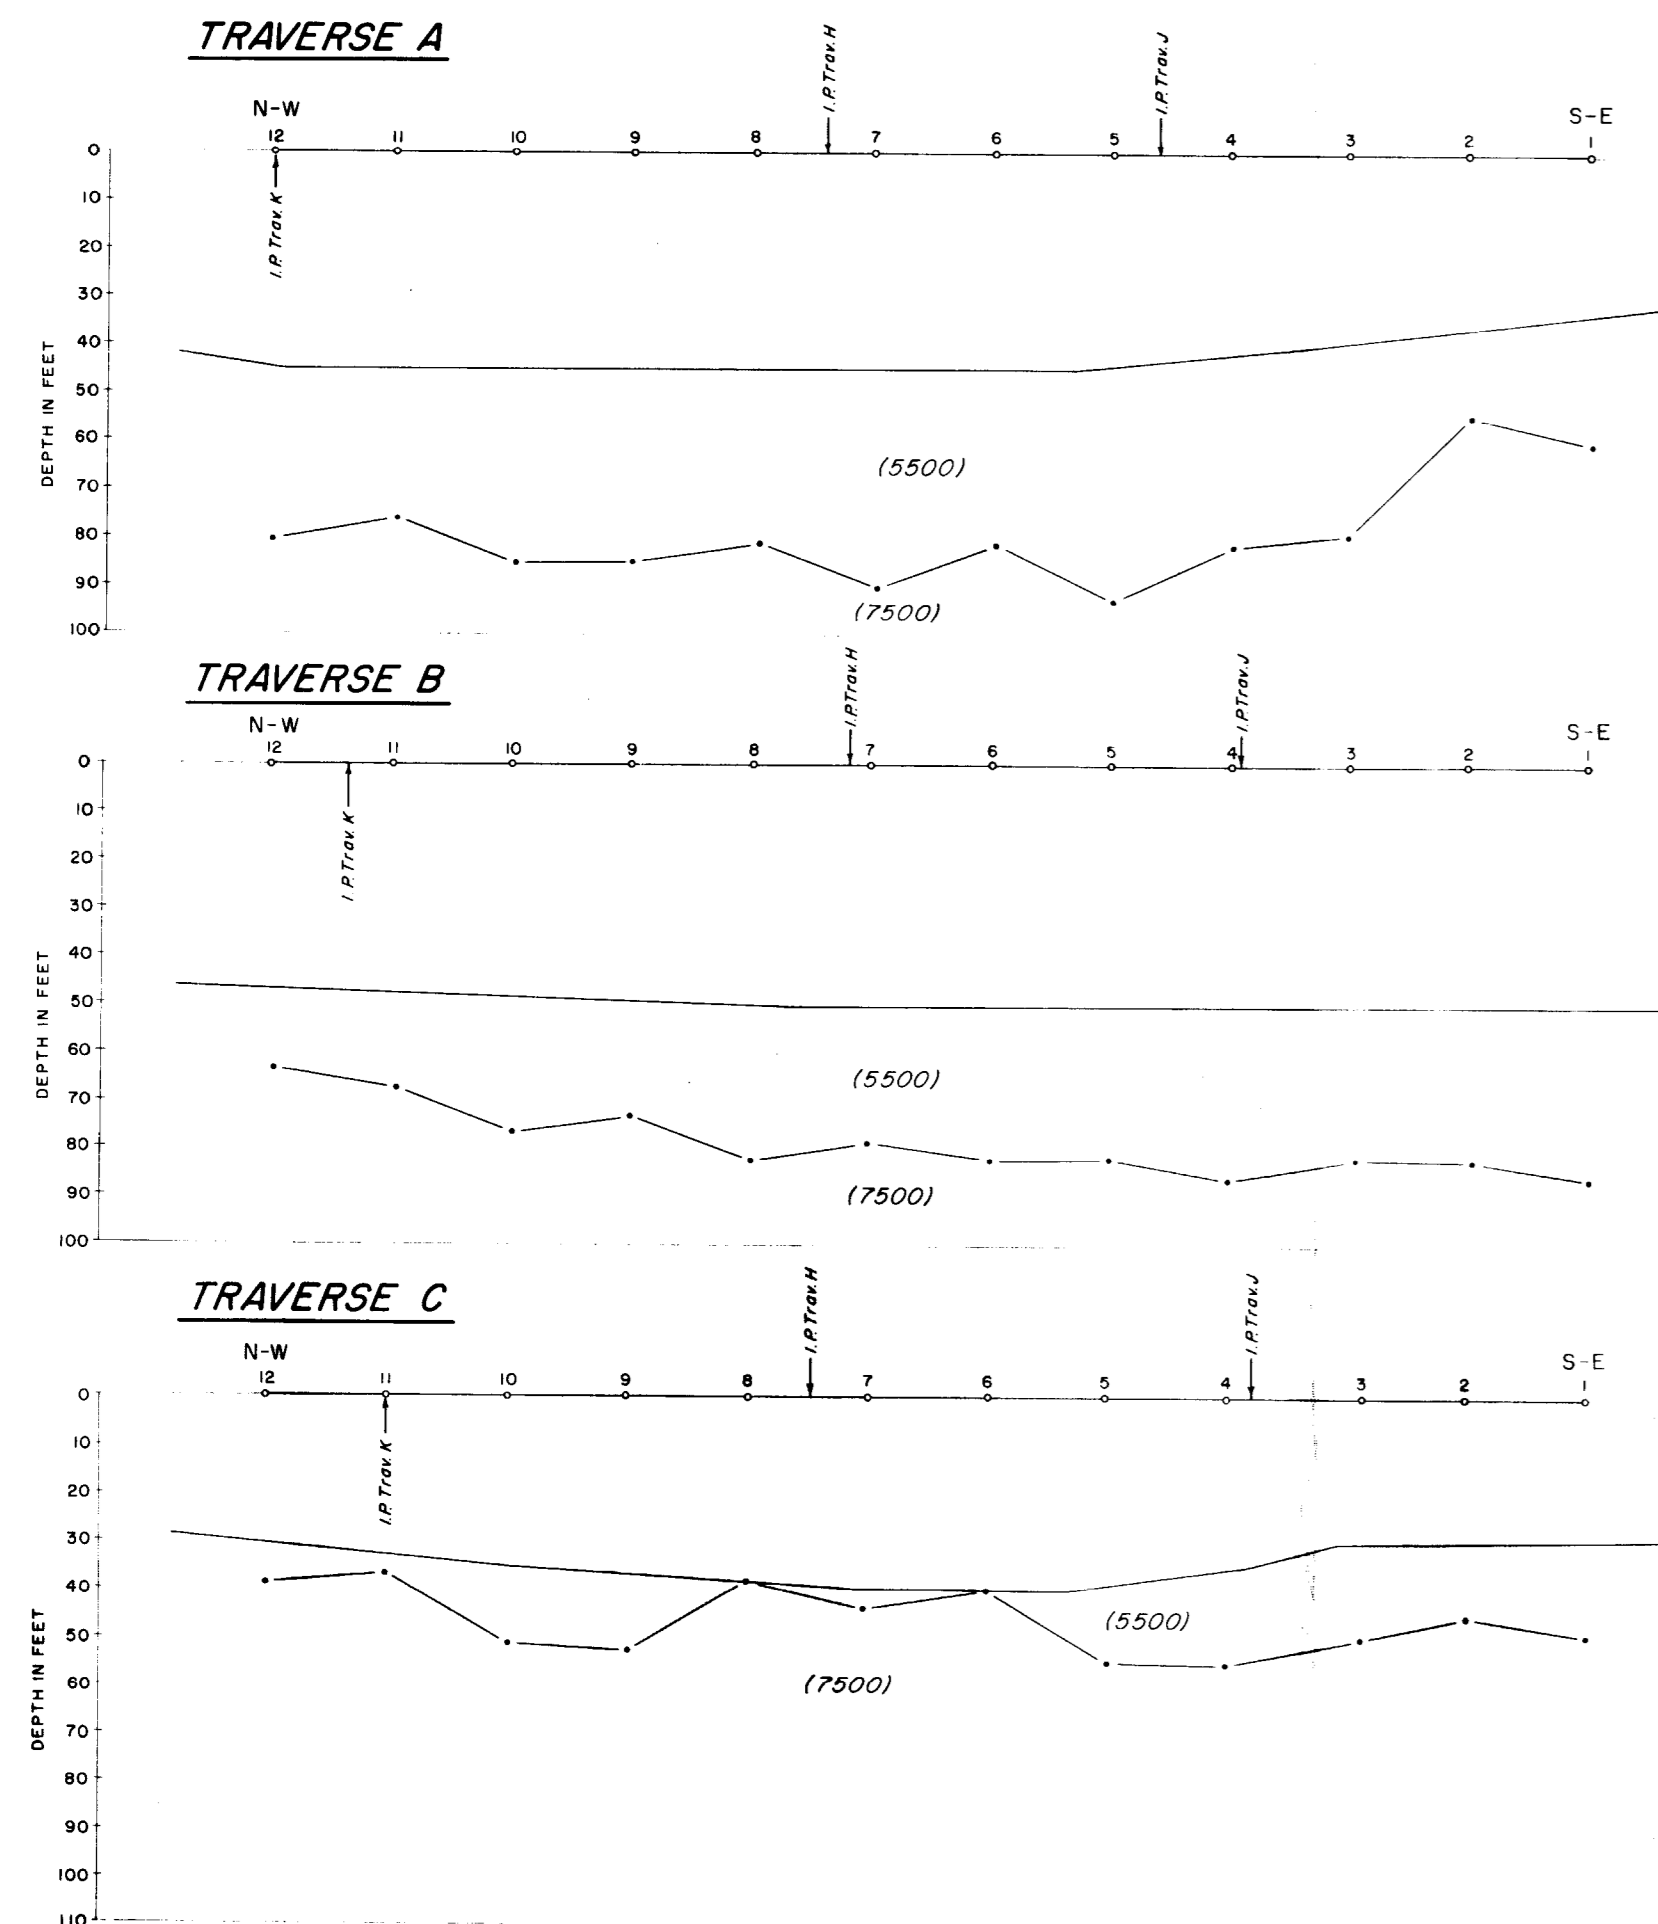 TRAVERSE A
I.P. Trav. H
I.P. Trav. J
N-W
S-E
12 11 10 9 8 7 6 5 4 3 2 1
I.P. Trav. K
0
10
20
30
40
50
60
70
80
90
100
DEPTH IN FEET
(5500)
(7500)
TRAVERSE B
I.P. Trav. H
I.P. Trav. J
N-W
S-E
12 11 10 9 8 7 6 5 4 3 2 1
I.P. Trav. K
0
10
20
30
40
50
60
70
80
90
100
DEPTH IN FEET
(5500)
(7500)
TRAVERSE C
I.P. Trav. H
I.P. Trav. J
N-W
S-E
12 11 10 9 8 7 6 5 4 3 2 1
I.P. Trav. K
0
10
20
30
40
50
60
70
80
90
100
110
DEPTH IN FEET
(5500)
(7500)